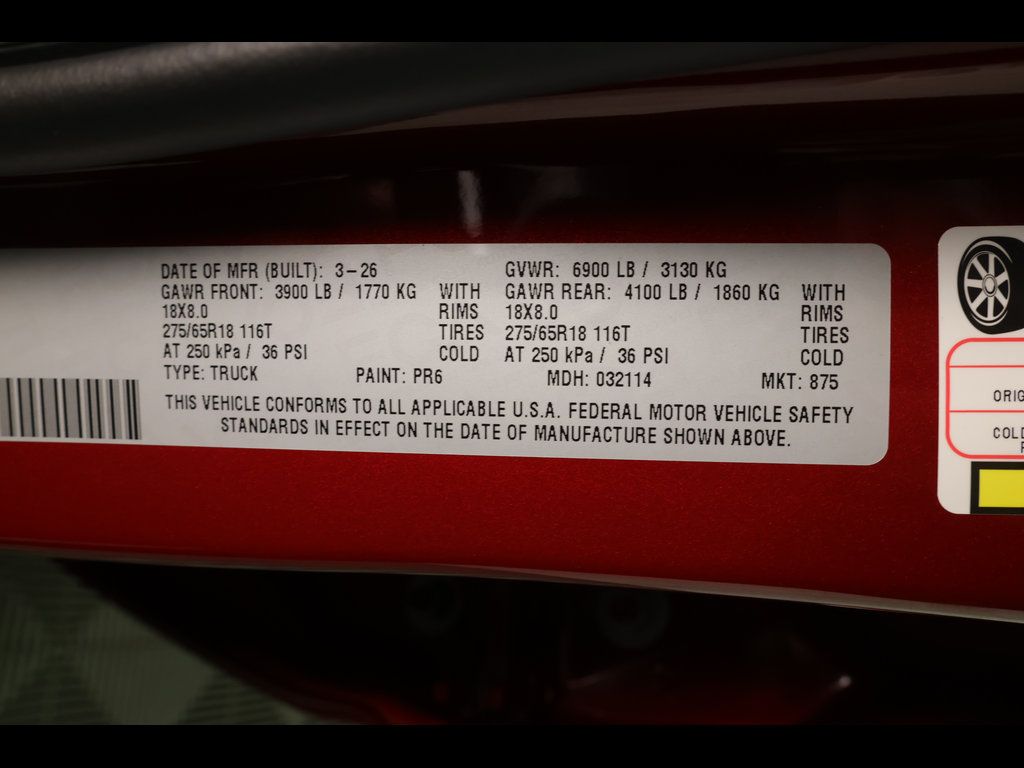 DATE OF MFR (BUILT): 3-26 GVWR: 6900 LB / 3130 KG
GAWR FRONT: 3900 LB / 1770 KG WITH GAWR REAR: 4100 LB / 1860 KG WITH
18X8.0 RIMS 18X8.0 RIMS
275/65R18 116T TIRES 275/65R18 116T TIRES
AT 250 kPa / 36 PSI COLD AT 250 kPa / 36 PSI COLD
TYPE: TRUCK PAINT: PR6 MDH: 032114 MKT: 875
THIS VEHICLE CONFORMS TO ALL APPLICABLE U.S.A. FEDERAL MOTOR VEHICLE SAFETY
STANDARDS IN EFFECT ON THE DATE OF MANUFACTURE SHOWN ABOVE.
ORIG
COLD